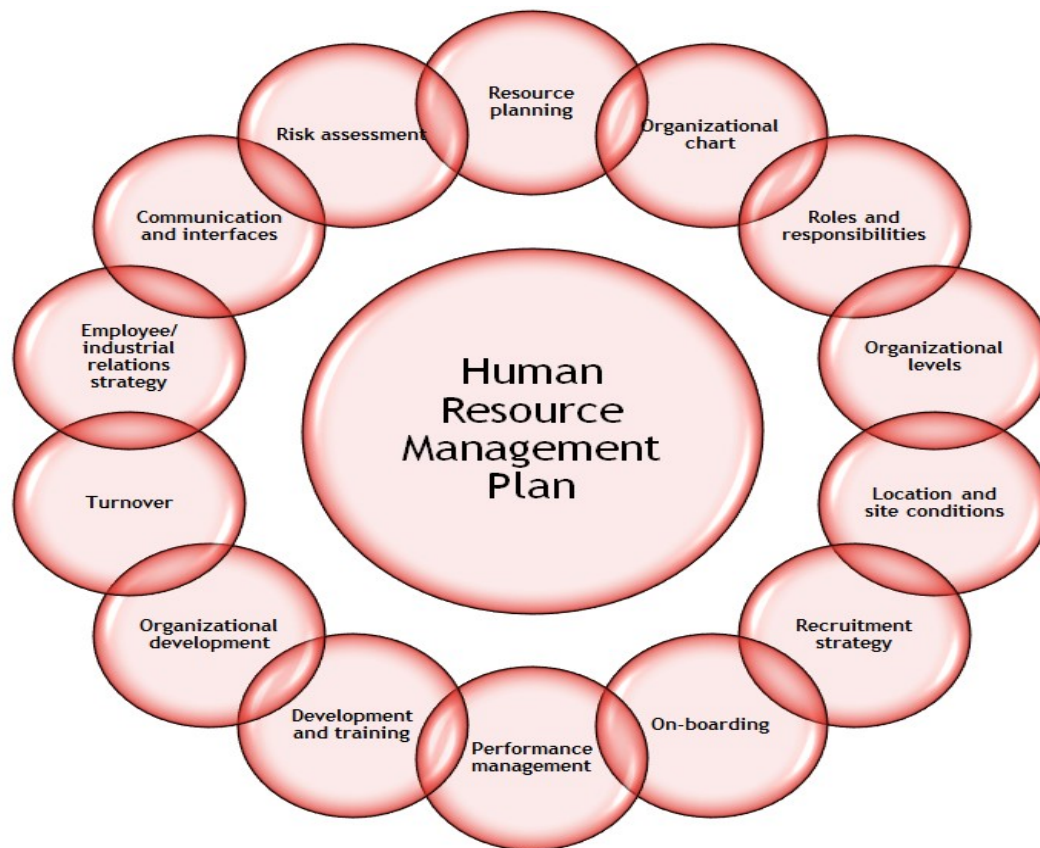 Resource
planning
Organizational
chart
Roles and
responsibilities
Organizational
levels
Location and
site conditions
Recruitment
strategy
On-boarding
Performance
management
Development
and training
Organizational
development
Turnover
Employee/
industrial
relations
strategy
Communication
and interfaces
Risk assessment
Human
Resource
Management
Plan